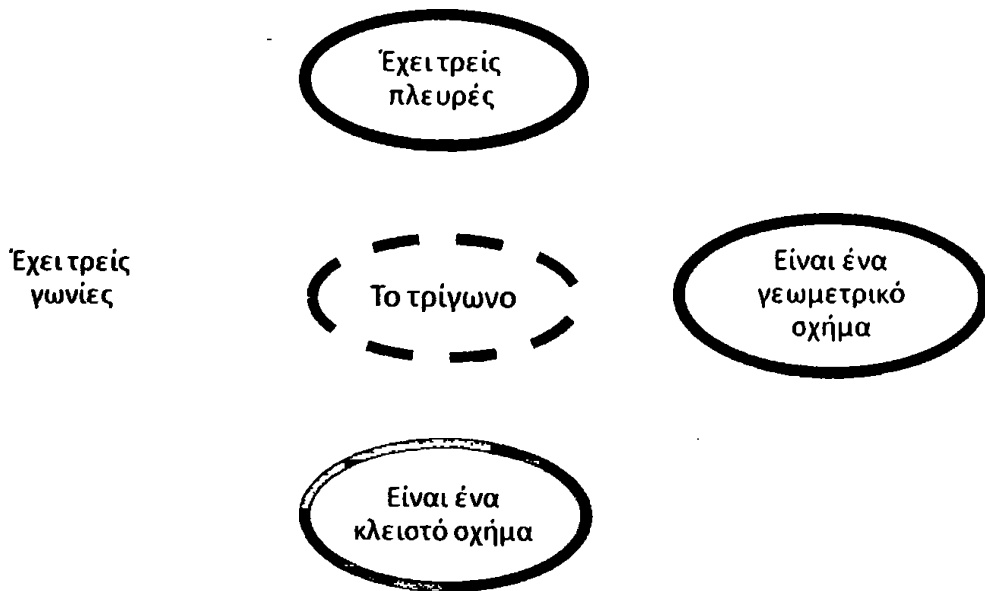 Έχει τρείς
πλευρές
Έχει τρείς
γωνίες
Το τρίγωνο
Είναι ένα
γεωμετρικό
σχήμα
Είναι ένα
κλειστό σχήμα